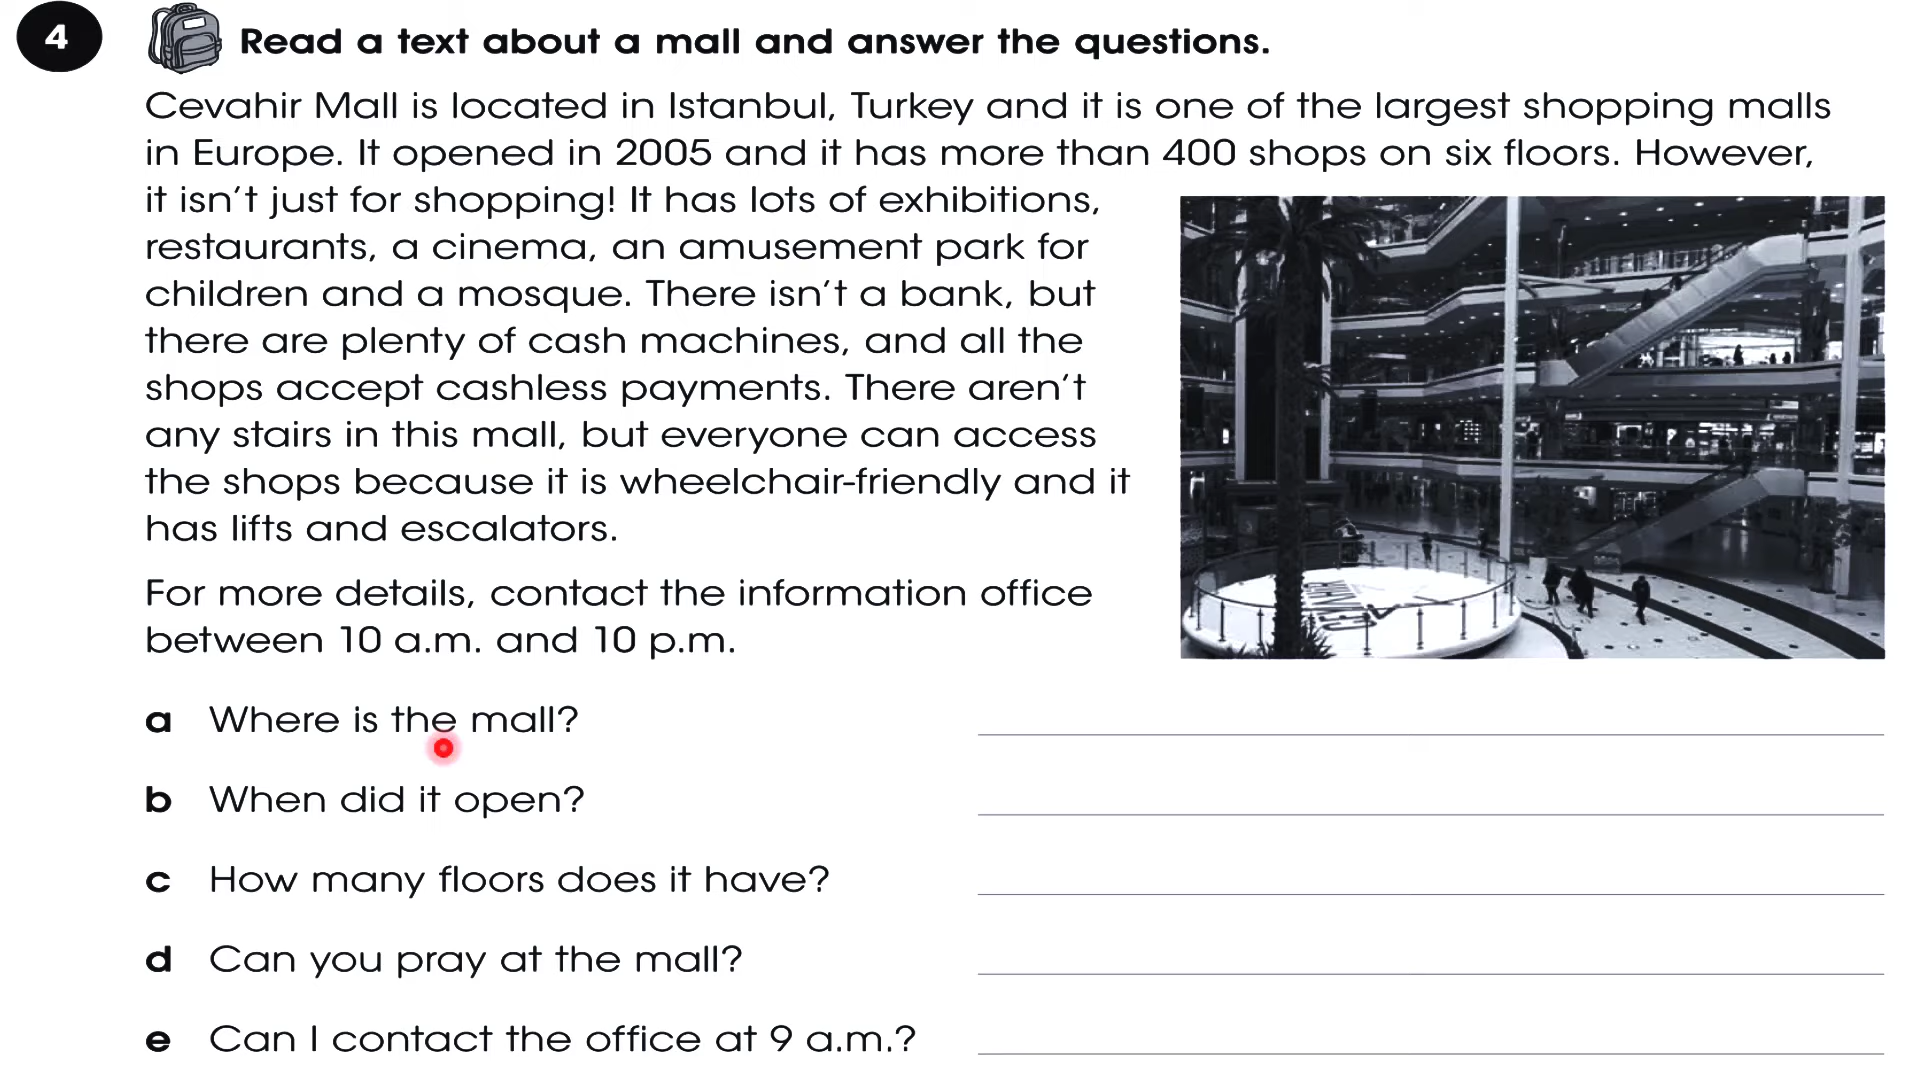 4 Read a text about a mall and answer the questions.
Cevahir Mall is located in Istanbul, Turkey and it is one of the largest shopping malls
in Europe. It opened in 2005 and it has more than 400 shops on six floors. However,
it isn’t just for shopping! It has lots of exhibitions,
restaurants, a cinema, an amusement park for
children and a mosque. There isn’t a bank, but
there are plenty of cash machines, and all the
shops accept cashless payments. There aren’t
any stairs in this mall, but everyone can access
the shops because it is wheelchair-friendly and it
has lifts and escalators.
For more details, contact the information office
between 10 a.m. and 10 p.m.
a Where is the mall?
b When did it open?
c How many floors does it have?
d Can you pray at the mall?
e Can I contact the office at 9 a.m.?